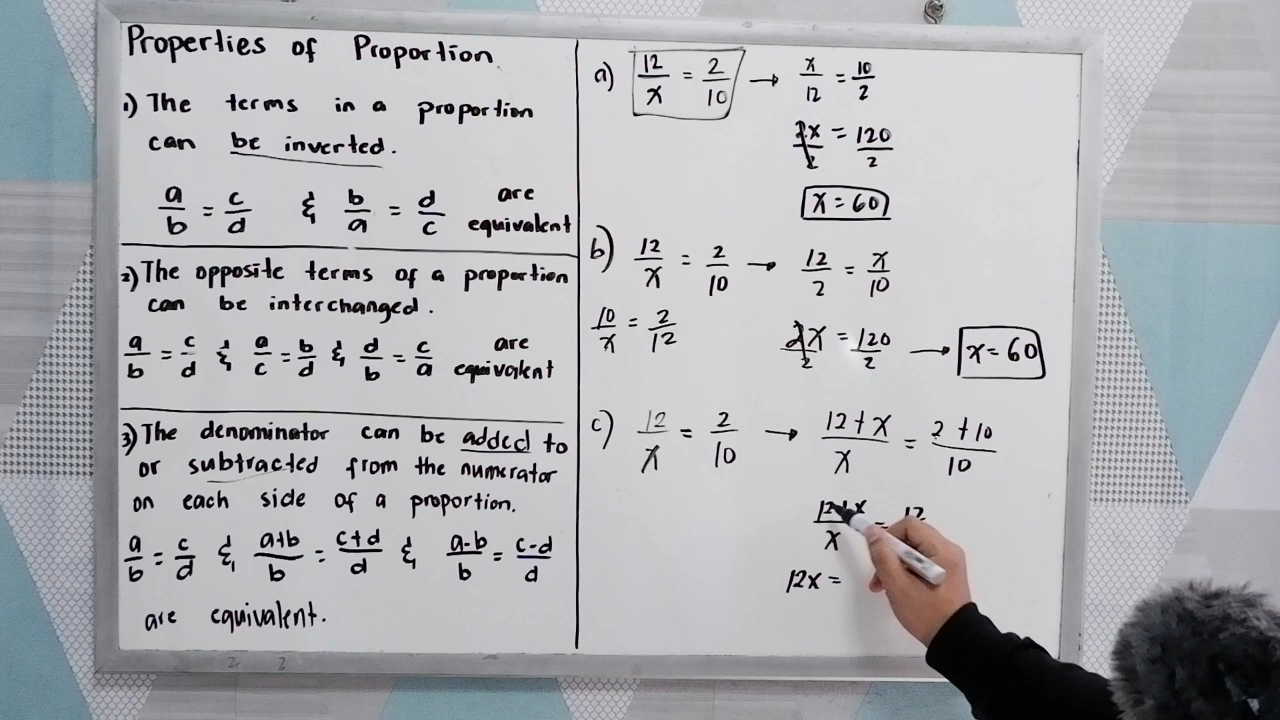 Properties of Proportion
1) The terms in a proportion
can be inverted.
a/b = c/d & b/a = d/c are equivalent
2) The opposite terms of a proportion
can be interchanged.
a/b = c/d & a/c = b/d & d/b = c/a are equivalent
3) The denominator can be added to
or subtracted from the numerator
on each side of a proportion.
a/b = c/d & a+b/b = c+d/d & a-b/b = c-d/d
are equivalent.
a) 12/x = 2/10 → x/12 = 10/2
2x/2 = 120/2
x = 60
b) 12/x = 2/10 → 12/2 = x/10
10/x = 2/12
2x/2 = 120/2 → x = 60
c) 12/x = 2/10 → 12+x/x = 2+10/10
12+x/x = 12
12x =